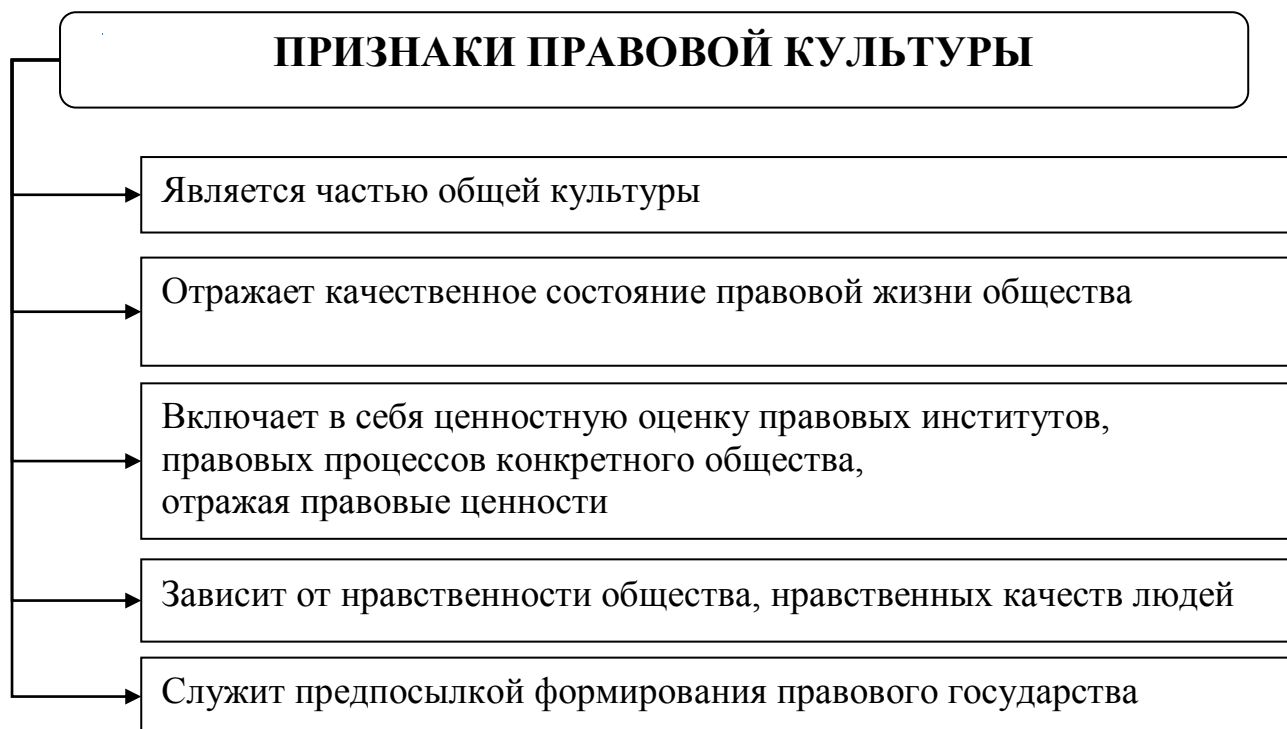 ПРИЗНАКИ ПРАВОВОЙ КУЛЬТУРЫ
Является частью общей культуры
Отражает качественное состояние правовой жизни общества
Включает в себя ценностную оценку правовых институтов,
правовых процессов конкретного общества,
отражая правовые ценности
Зависит от нравственности общества, нравственных качеств людей
Служит предпосылкой формирования правового государства